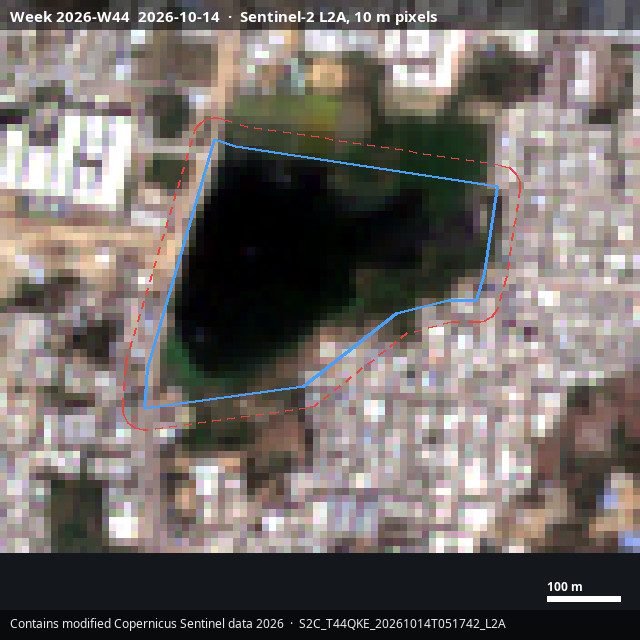 Week 2026-W44  2026-10-14  ·  Sentinel-2 L2A, 10 m pixels
100 m
Contains modified Copernicus Sentinel data 2026  ·  S2C_T44QKE_20261014T051742_L2A